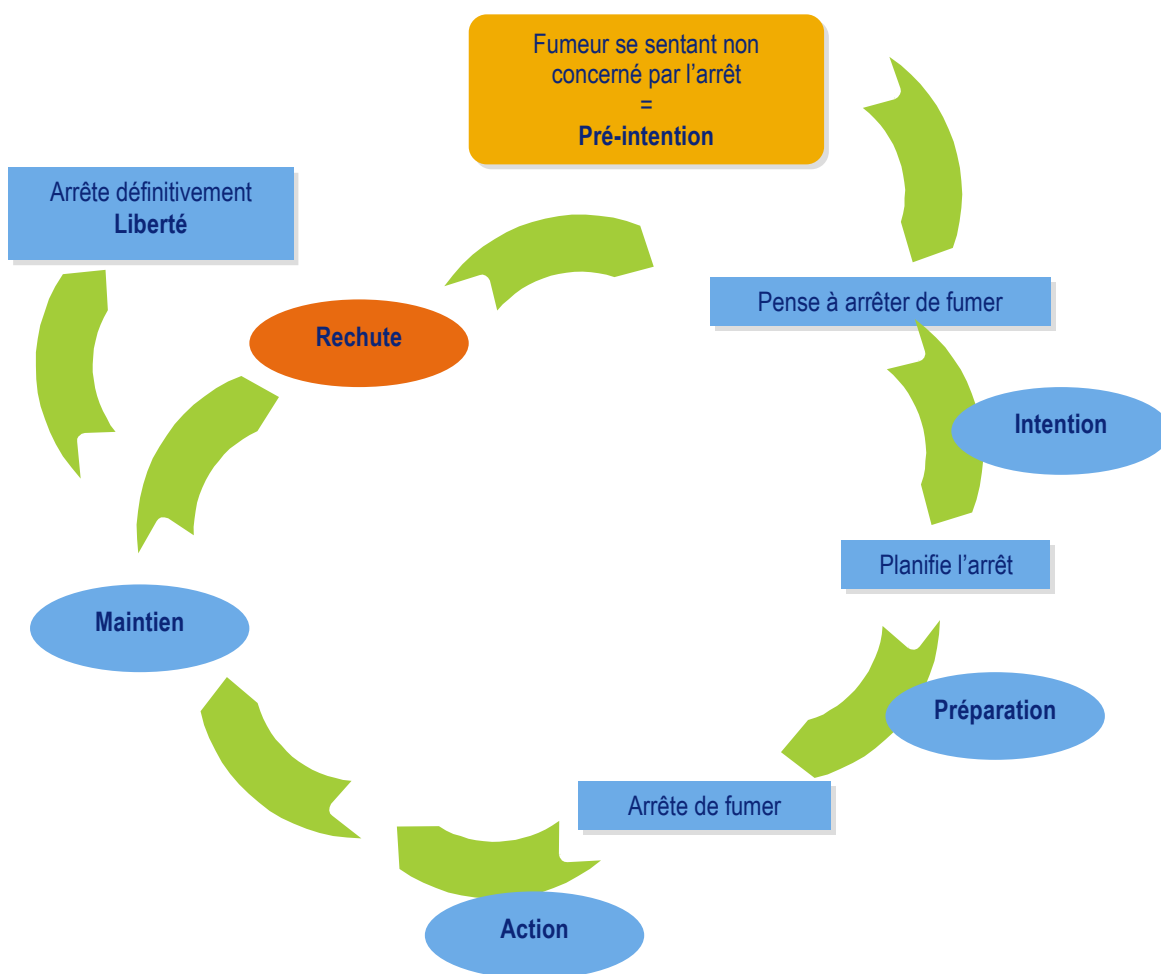 Fumeur se sentant non
concerné par l’arrêt
=
Pré-intention
Arrête définitivement
Liberté
Pense à arrêter de fumer
Rechute
Intention
Planifie l’arrêt
Maintien
Préparation
Arrête de fumer
Action